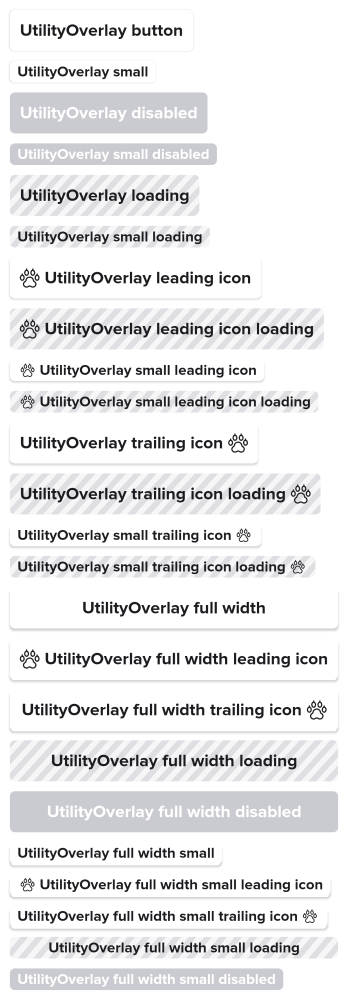 UtilityOverlay button
UtilityOverlay small
UtilityOverlay disabled
UtilityOverlay small disabled
UtilityOverlay loading
UtilityOverlay small loading
UtilityOverlay leading icon
UtilityOverlay leading icon loading
UtilityOverlay small leading icon
UtilityOverlay small leading icon loading
UtilityOverlay trailing icon
UtilityOverlay trailing icon loading
UtilityOverlay small trailing icon
UtilityOverlay small trailing icon loading
UtilityOverlay full width
UtilityOverlay full width leading icon
UtilityOverlay full width trailing icon
UtilityOverlay full width loading
UtilityOverlay full width disabled
UtilityOverlay full width small
UtilityOverlay full width small leading icon
UtilityOverlay full width small trailing icon
UtilityOverlay full width small loading
UtilityOverlay full width small disabled